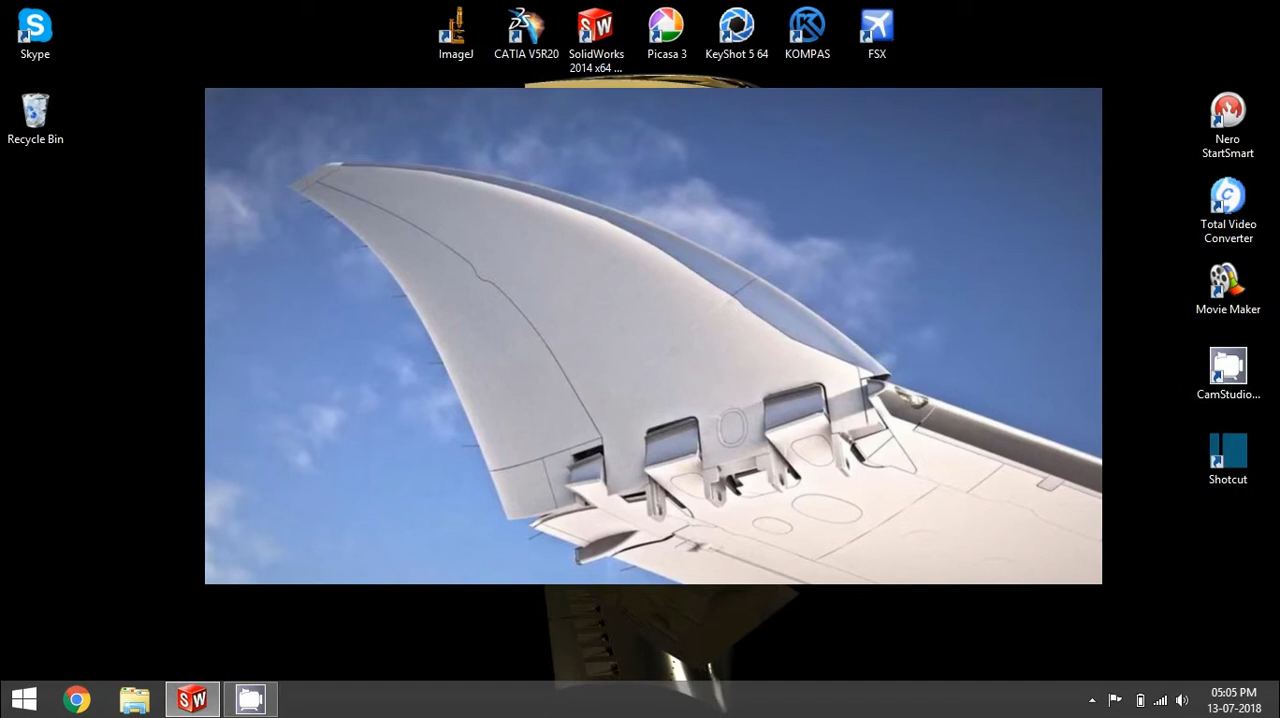 Skype
Recycle Bin
ImageJ
CATIA V5R20
SolidWorks
2014 x64 ...
Picasa 3
KeyShot 5 64
KOMPAS
FSX
Nero
StartSmart
Total Video
Converter
Movie Maker
CamStudio...
Shotcut
05:05 PM
13-07-2018